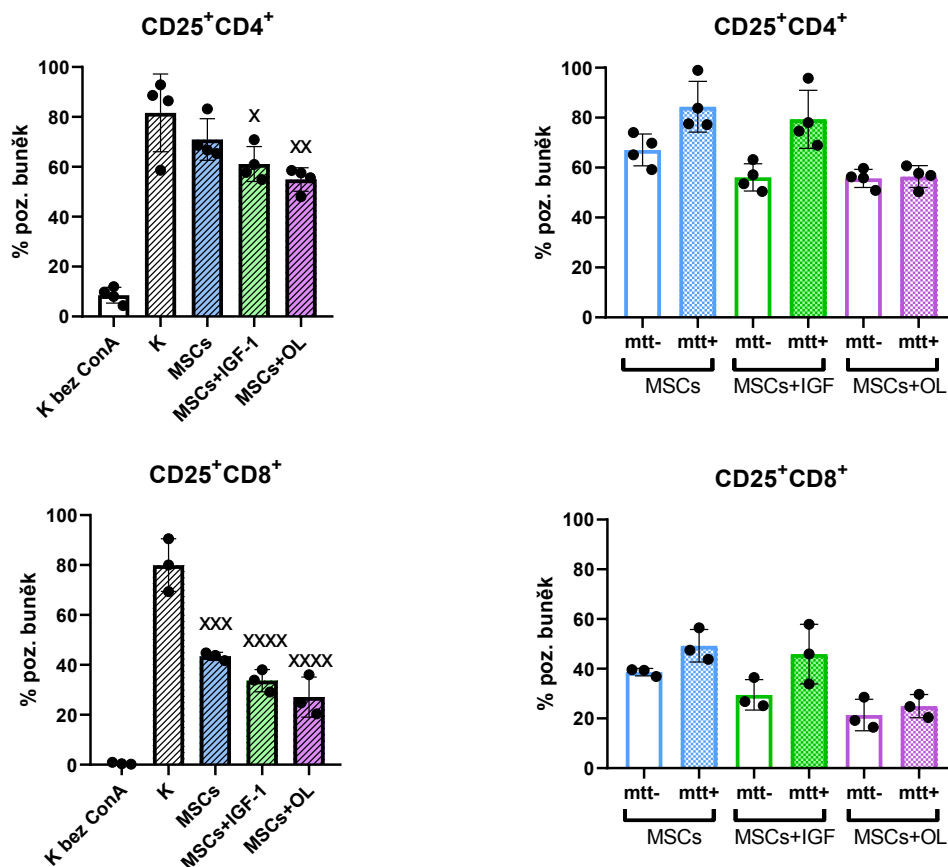 CD25⁺CD4⁺
% poz. buněk
100
80
60
40
20
0
X
XX
K bez ConA
K
MSCs
MSCs+IGF-1
MSCs+OL
CD25⁺CD4⁺
% poz. buněk
100
80
60
40
20
0
mtt- mtt+ mtt- mtt+ mtt- mtt+
MSCs MSCs+IGF MSCs+OL
CD25⁺CD8⁺
% poz. buněk
100
80
60
40
20
0
XXX
XXXX
XXXX
K bez ConA
K
MSCs
MSCs+IGF-1
MSCs+OL
CD25⁺CD8⁺
% poz. buněk
100
80
60
40
20
0
mtt- mtt+ mtt- mtt+ mtt- mtt+
MSCs MSCs+IGF MSCs+OL